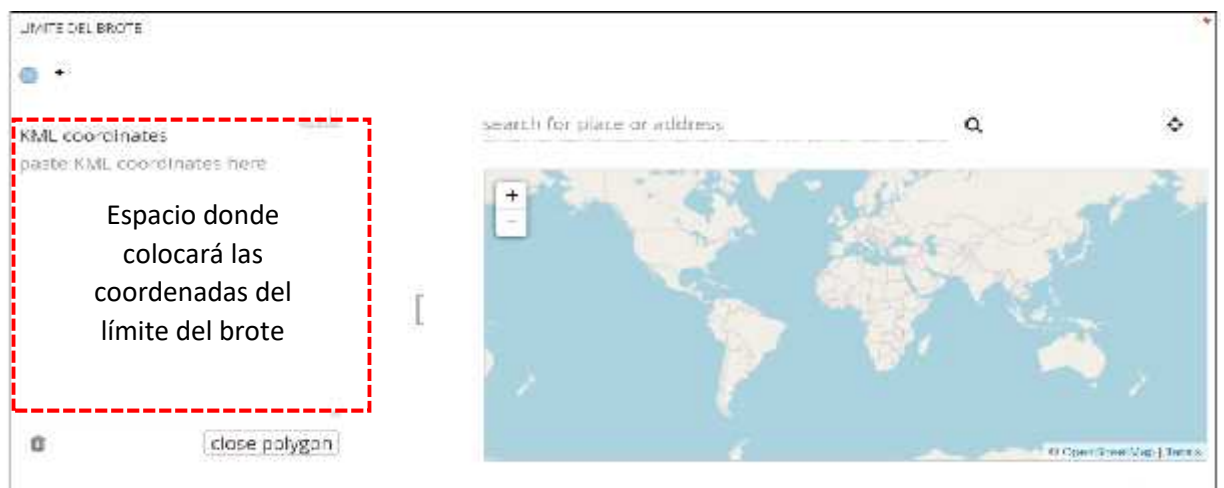 LIMITE DEL BROTE
+
KML coordinates
search for place or address
paste KML coordinates here
+
-
Espacio donde
colocará las
coordenadas del
límite del brote
[
close polygon
© OpenStreetMap | Terms